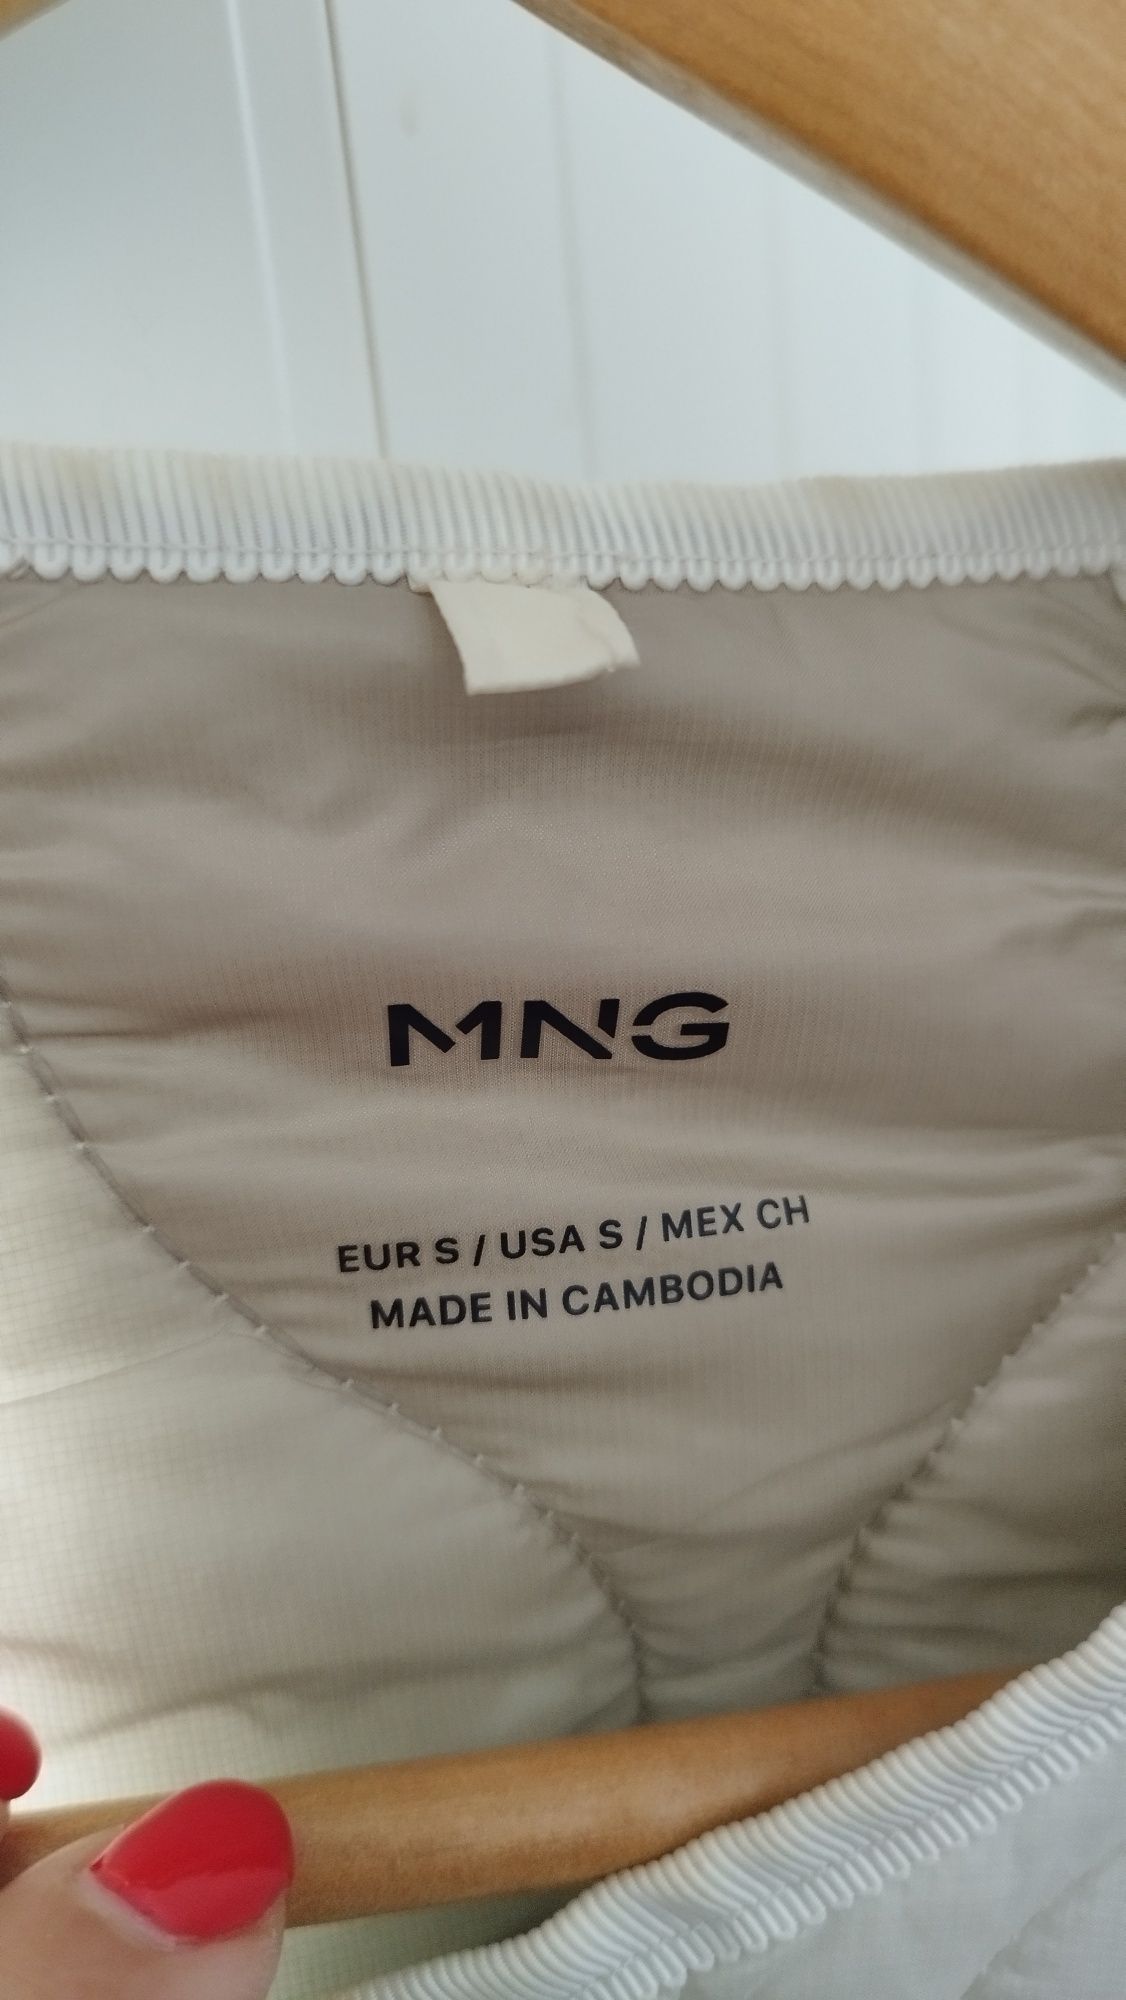 MNG
EUR S / USA S / MEX CH
MADE IN CAMBODIA